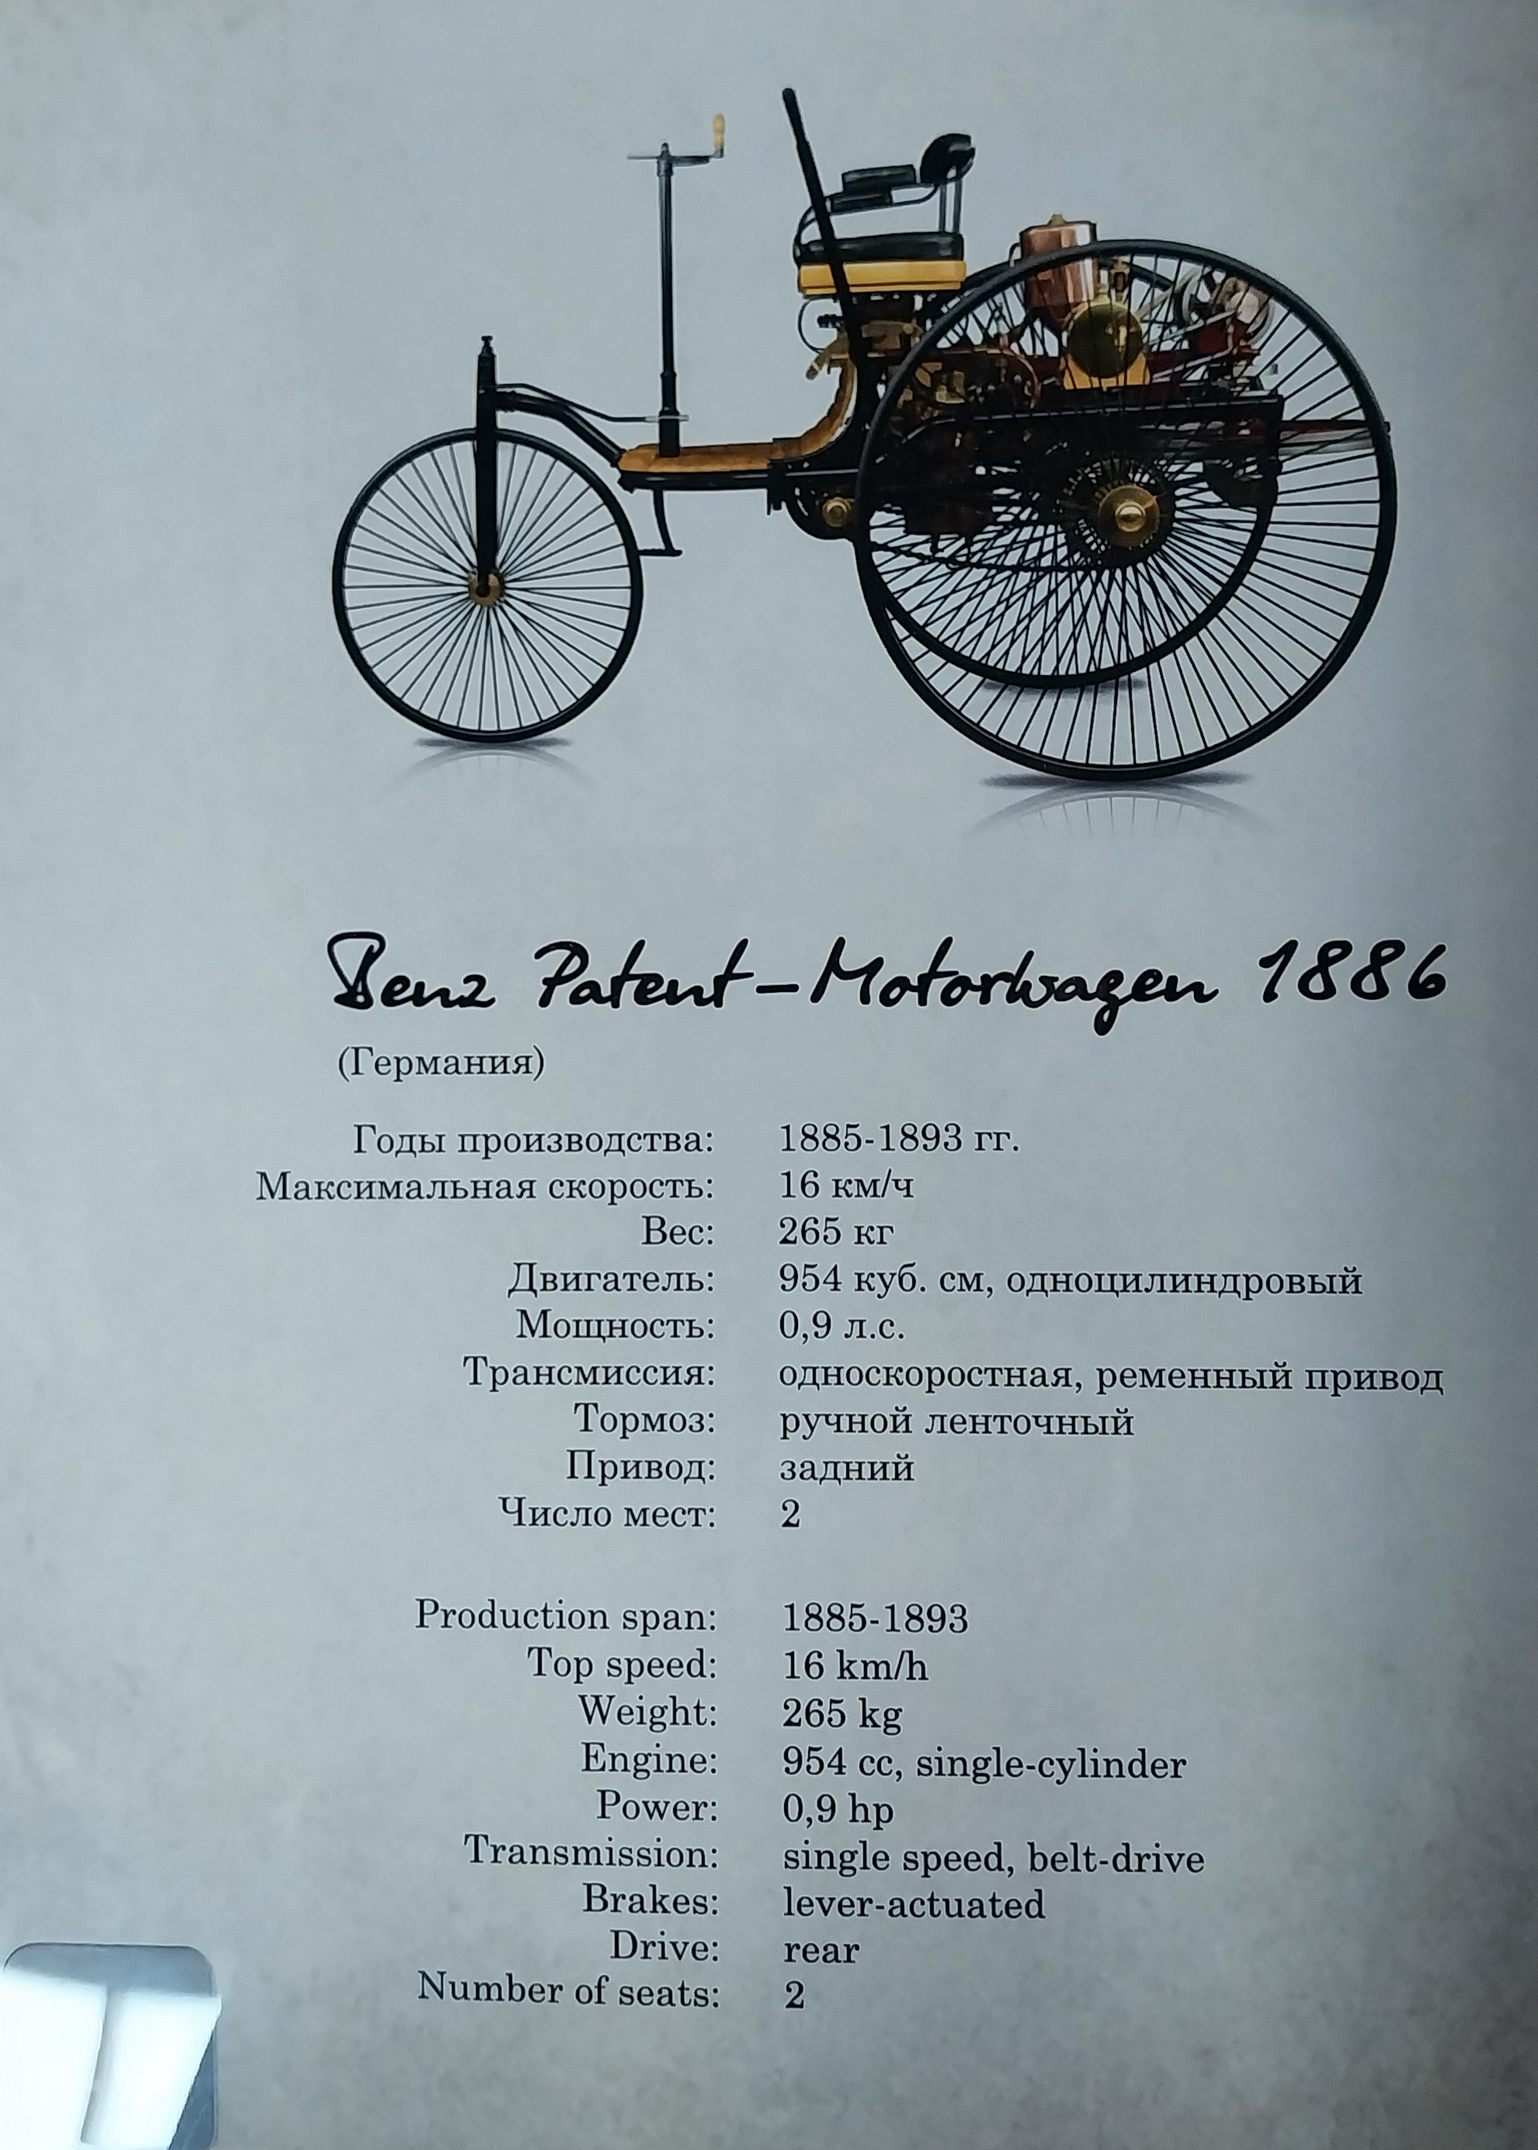 Benz Patent-Motorwagen 1886
(Германия)
Годы производства: 1885-1893 гг.
Максимальная скорость: 16 км/ч
Вес: 265 кг
Двигатель: 954 куб. см, одноцилиндровый
Мощность: 0,9 л.с.
Трансмиссия: односкоростная, ременный привод
Тормоз: ручной ленточный
Привод: задний
Число мест: 2
Production span: 1885-1893
Top speed: 16 km/h
Weight: 265 kg
Engine: 954 cc, single-cylinder
Power: 0,9 hp
Transmission: single speed, belt-drive
Brakes: lever-actuated
Drive: rear
Number of seats: 2